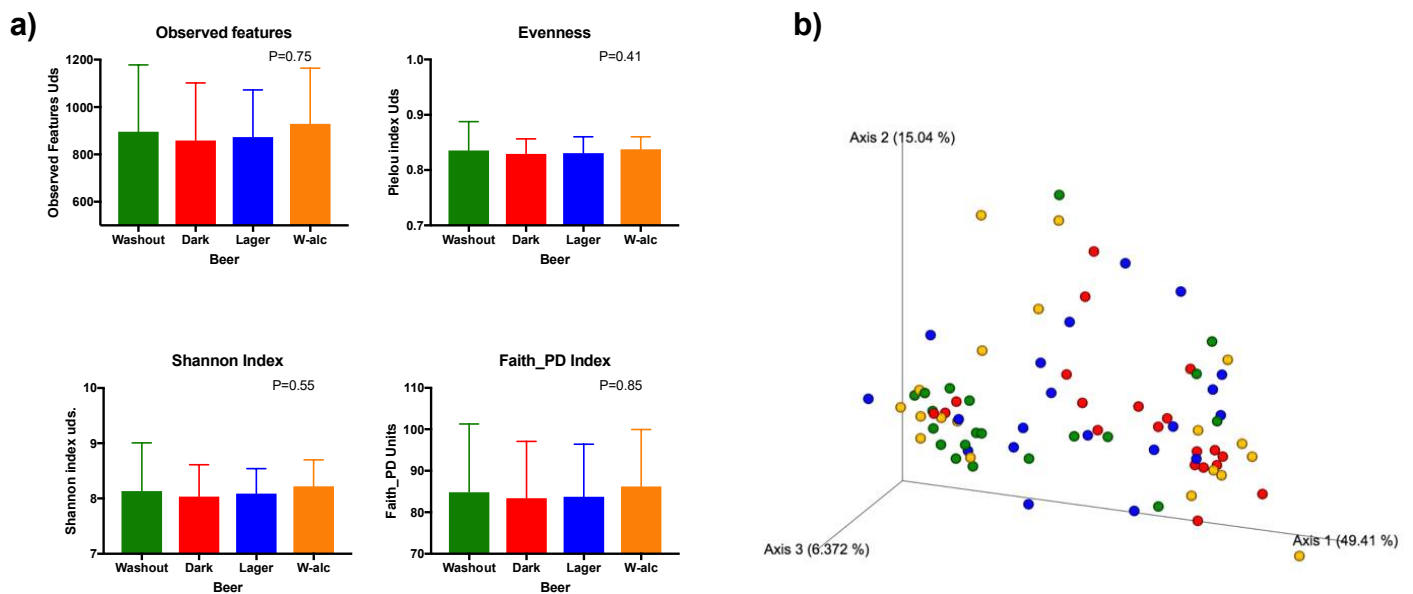 a)
Observed features
P=0.75
Observed Features Uds
1200
1000
800
600
Washout Dark Lager W-alc
Beer
Evenness
P=0.41
Pielou index Uds
1.0
0.9
0.8
0.7
Washout Dark Lager W-alc
Beer
Shannon Index
P=0.55
Shannon index uds.
10
9
8
7
Washout Dark Lager W-alc
Beer
Faith_PD Index
P=0.85
Faith_PD Units
110
100
90
80
70
Washout Dark Lager W-alc
Beer
b)
Axis 2 (15.04 %)
Axis 3 (6.372 %)
Axis 1 (49.41 %)